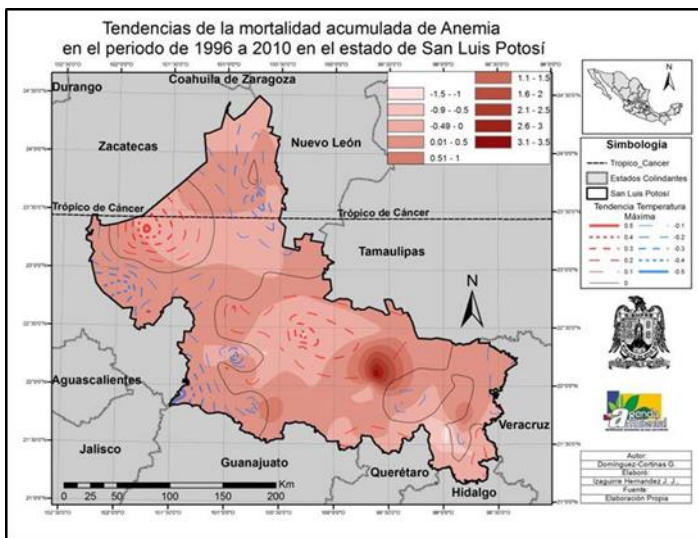 Tendencias de la mortalidad acumulada de Anemia
en el periodo de 1996 a 2010 en el estado de San Luis Potosí
Durango
Coahuila de Zaragoza
Zacatecas
Nuevo León
-1.5 - -1
-0.9 - -0.5
-0.49 - 0
0.01 - 0.5
0.51 - 1
1.1 - 1.5
1.6 - 2
2.1 - 2.5
2.6 - 3
3.1 - 3.5
N
Simbología
Tropico_Cancer
Estados Colindantes
San Luis Potosí
Tendencia Temperatura
Máxima
0.5
0.4
0.3
0.2
0.1
0
-0.1
-0.2
-0.3
-0.4
-0.5
Trópico de Cáncer
Trópico de Cáncer
Tamaulipas
N
Aguascalientes
Jalisco
Guanajuato
Querétaro
Hidalgo
Veracruz
0 25 50 100 150 200
Km
agenda
ambiental
Autor:
Domínguez-Cortinas G.
Elaboró:
Izaguirre Hernandez J. J.,
Fuente:
Elaboración Propia